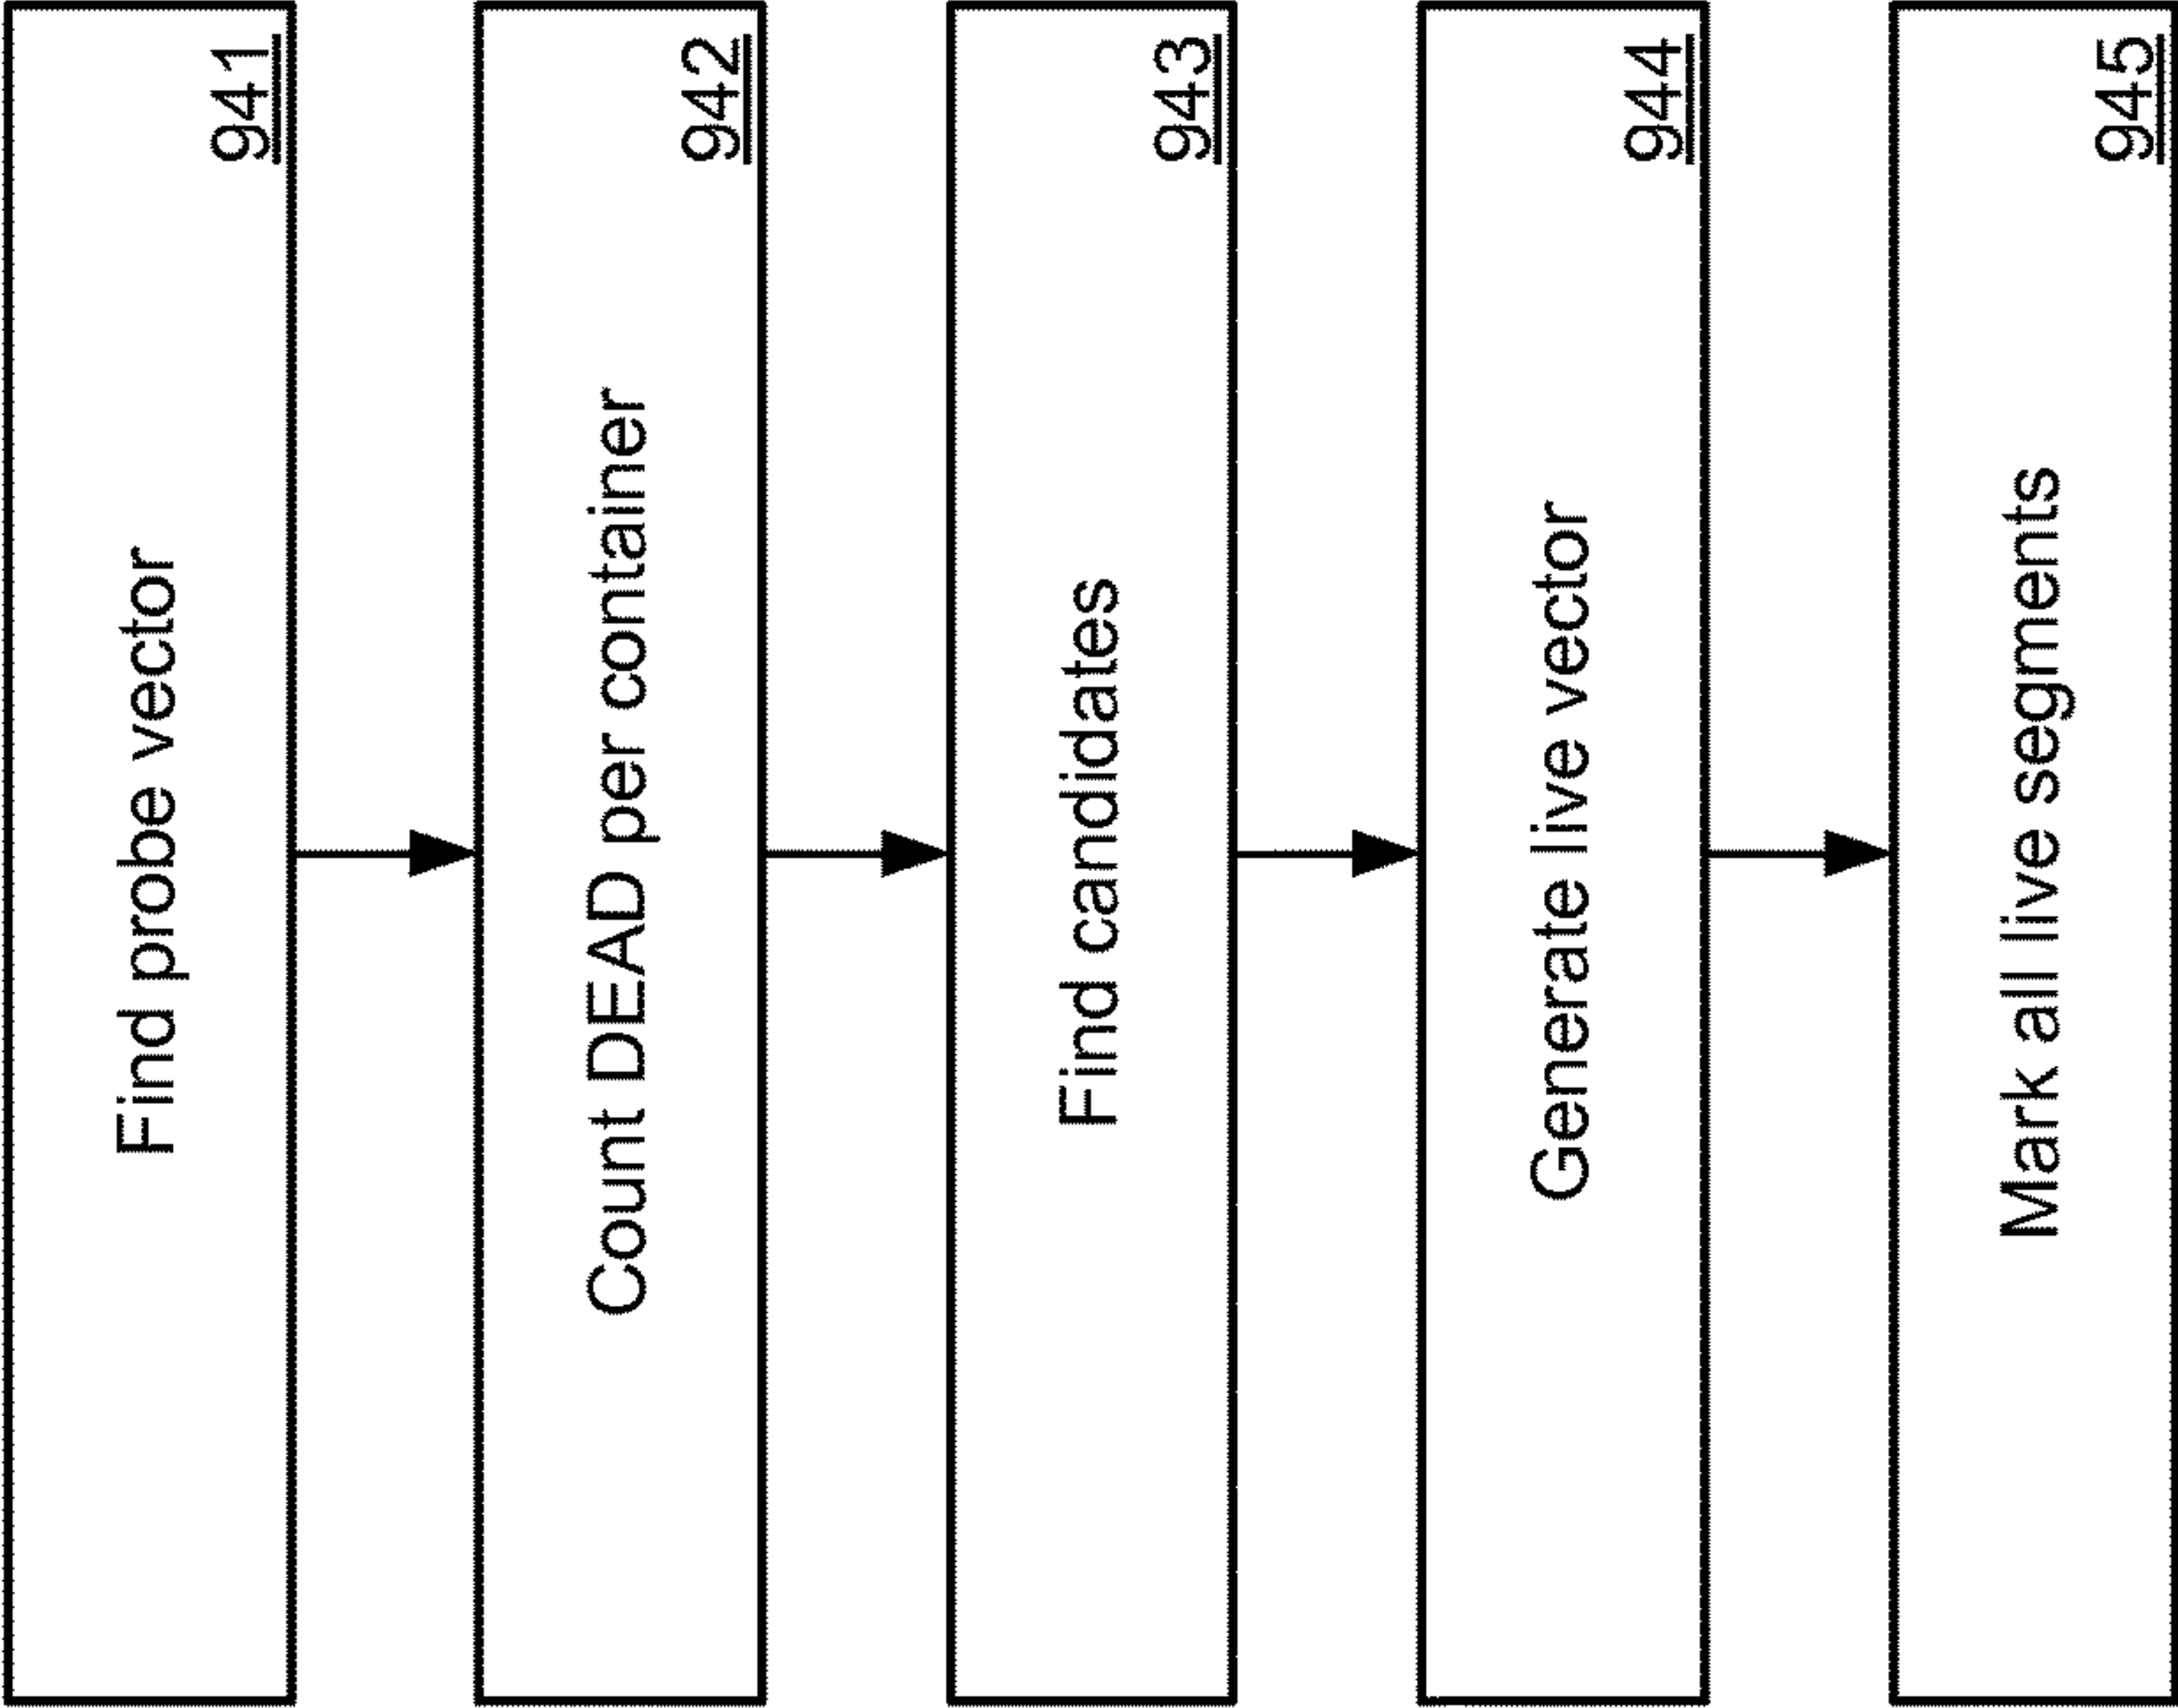 Find probe vector
941
Count DEAD per container
942
Find candidates
943
Generate live vector
944
Mark all live segments
945